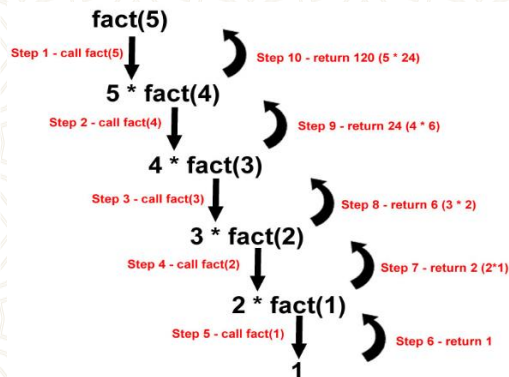 fact(5)
Step 1 - call fact(5)
Step 10 - return 120 (5 * 24)
5 * fact(4)
Step 2 - call fact(4)
Step 9 - return 24 (4 * 6)
4 * fact(3)
Step 3 - call fact(3)
Step 8 - return 6 (3 * 2)
3 * fact(2)
Step 4 - call fact(2)
Step 7 - return 2 (2*1)
2 * fact(1)
Step 5 - call fact(1)
Step 6 - return 1
1